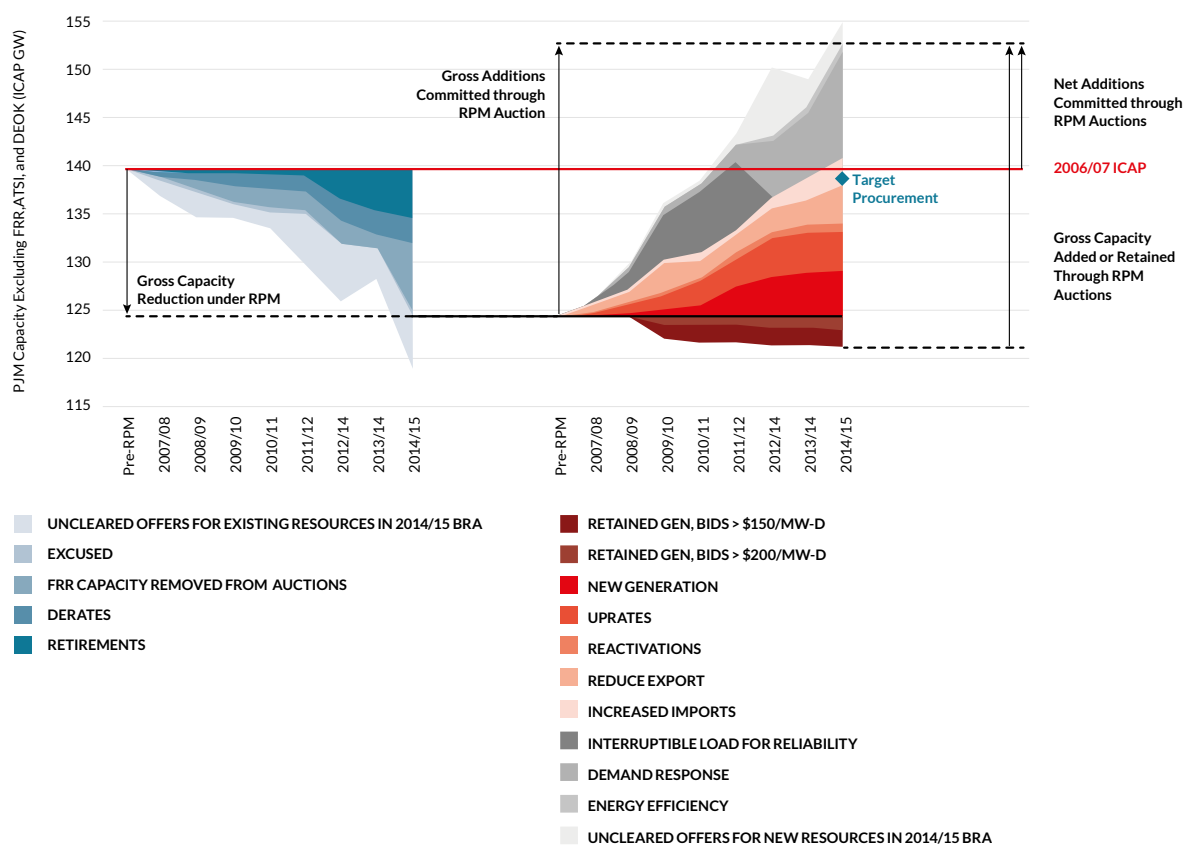 PJM Capacity Excluding FRR,ATSI, and DEOK (ICAP GW)
155
150
145
140
135
130
125
120
115
Gross Capacity
Reduction under RPM
Gross Additions
Committed through
RPM Auction
Target
Procurement
Net Additions
Committed through
RPM Auctions
2006/07 ICAP
Gross Capacity
Added or Retained
Through RPM
Auctions
Pre-RPM
2007/08
2008/09
2009/10
2010/11
2011/12
2012/14
2013/14
2014/15
Pre-RPM
2007/08
2008/09
2009/10
2010/11
2011/12
2012/14
2013/14
2014/15
UNCLEARED OFFERS FOR EXISTING RESOURCES IN 2014/15 BRA
EXCUSED
FRR CAPACITY REMOVED FROM AUCTIONS
DERATES
RETIREMENTS
RETAINED GEN, BIDS > $150/MW-D
RETAINED GEN, BIDS > $200/MW-D
NEW GENERATION
UPRATES
REACTIVATIONS
REDUCE EXPORT
INCREASED IMPORTS
INTERRUPTIBLE LOAD FOR RELIABILITY
DEMAND RESPONSE
ENERGY EFFICIENCY
UNCLEARED OFFERS FOR NEW RESOURCES IN 2014/15 BRA